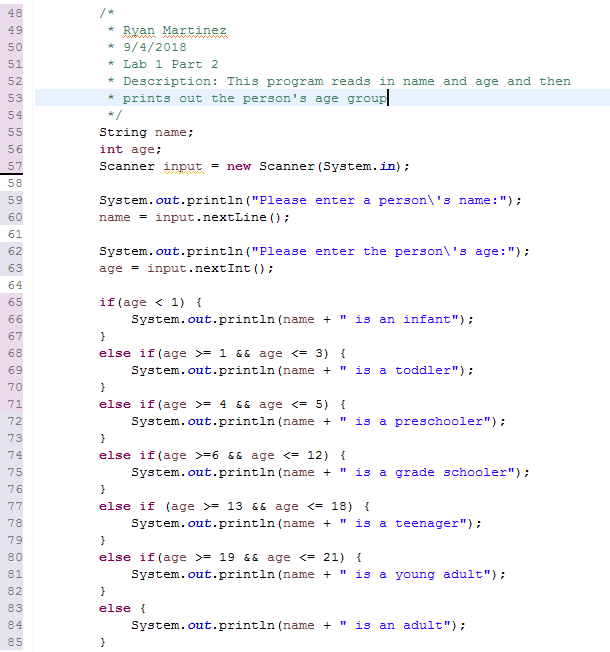 48 /*
49 * Ryan Martinez
50 * 9/4/2018
51 * Lab 1 Part 2
52 * Description: This program reads in name and age and then
53 * prints out the person's age group
54 */
55 String name;
56 int age;
57 Scanner input = new Scanner(System.in);
58
59 System.out.println("Please enter a person\'s name:");
60 name = input.nextLine();
61
62 System.out.println("Please enter the person\'s age:");
63 age = input.nextInt();
64
65 if(age < 1) {
66 System.out.println(name + " is an infant");
67 }
68 else if(age >= 1 && age <= 3) {
69 System.out.println(name + " is a toddler");
70 }
71 else if(age >= 4 && age <= 5) {
72 System.out.println(name + " is a preschooler");
73 }
74 else if(age >=6 && age <= 12) {
75 System.out.println(name + " is a grade schooler");
76 }
77 else if (age >= 13 && age <= 18) {
78 System.out.println(name + " is a teenager");
79 }
80 else if(age >= 19 && age <= 21) {
81 System.out.println(name + " is a young adult");
82 }
83 else {
84 System.out.println(name + " is an adult");
85 }